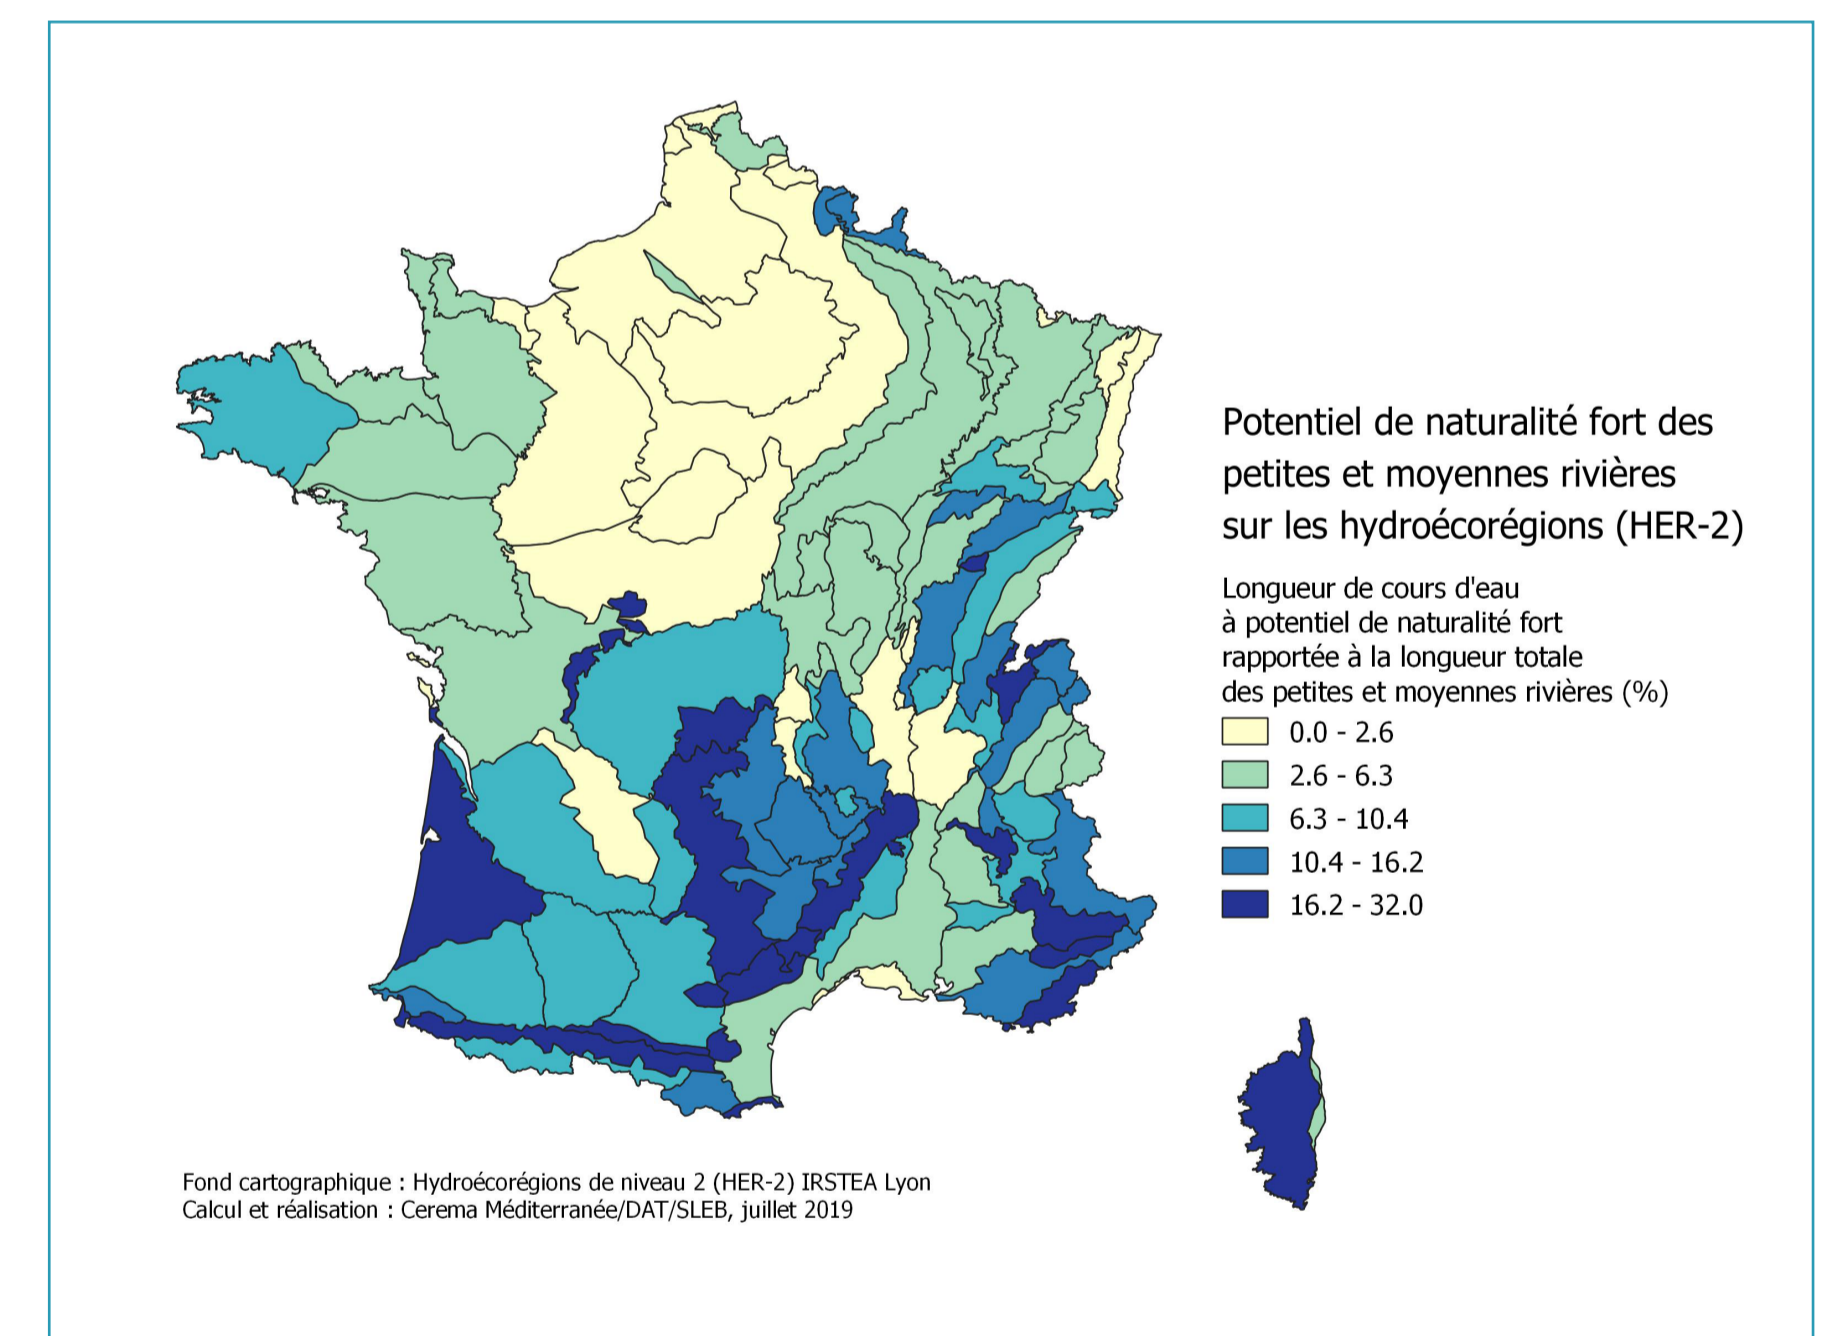 Potentiel de naturalité fort des
petites et moyennes rivières
sur les hydroécorégions (HER-2)
Longueur de cours d'eau
à potentiel de naturalité fort
rapportée à la longueur totale
des petites et moyennes rivières (%)
0.0 - 2.6
2.6 - 6.3
6.3 - 10.4
10.4 - 16.2
16.2 - 32.0
Fond cartographique : Hydroécorégions de niveau 2 (HER-2) IRSTEA Lyon
Calcul et réalisation : Cerema Méditerranée/DAT/SLEB, juillet 2019